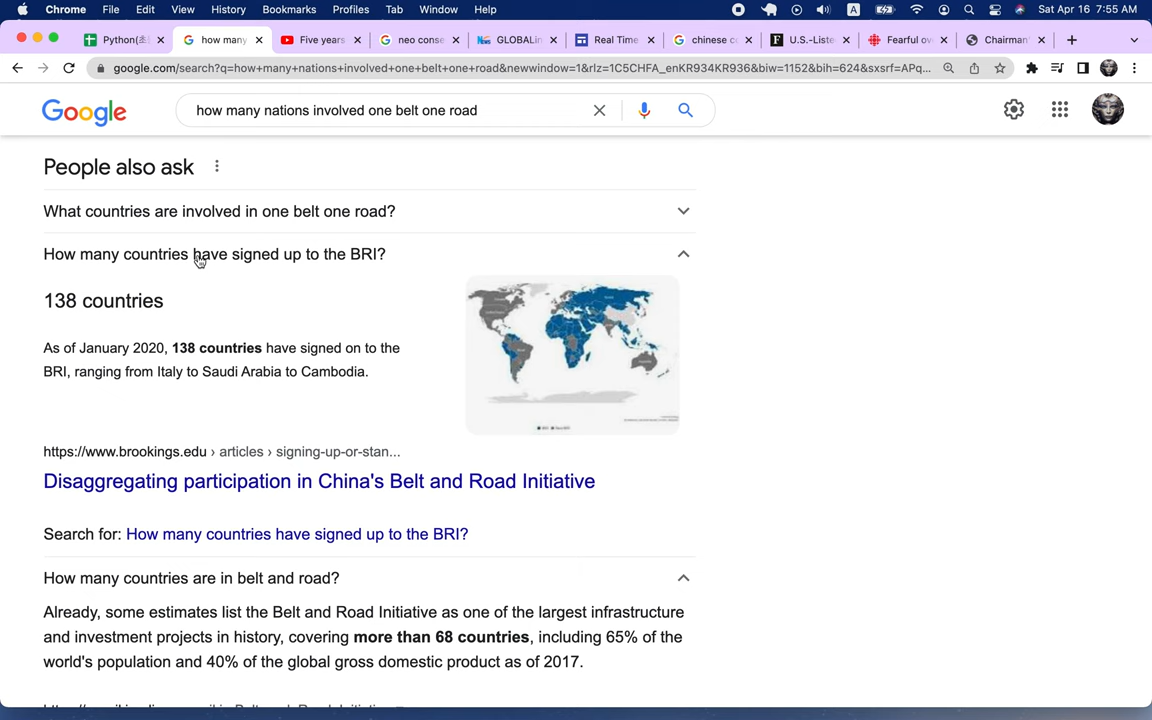 Chrome File Edit View History Bookmarks Profiles Tab Window Help A Sat Apr 16 7:55 AM
how many Five years neo conse GLOBALin Real Time chinese c U.S.-Liste Fearful ov Chairman
google.com/search?q=how+many+nations+involved+one+belt+one+road&newwindow=1&rlz=1C5CHFA_enKR934KR936&biw=1152&bih=624&sxsrf=APq...
Google how many nations involved one belt one road
People also ask
What countries are involved in one belt one road?
How many countries have signed up to the BRI?
138 countries
As of January 2020, 138 countries have signed on to the
BRI, ranging from Italy to Saudi Arabia to Cambodia.
https://www.brookings.edu › articles › signing-up-or-stan...
Disaggregating participation in China's Belt and Road Initiative
Search for: How many countries have signed up to the BRI?
How many countries are in belt and road?
Already, some estimates list the Belt and Road Initiative as one of the largest infrastructure
and investment projects in history, covering more than 68 countries, including 65% of the
world's population and 40% of the global gross domestic product as of 2017.